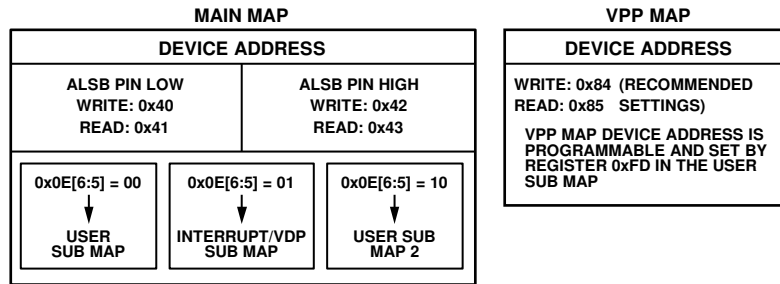 MAIN MAP
DEVICE ADDRESS
ALSB PIN LOW
WRITE: 0x40
READ: 0x41
ALSB PIN HIGH
WRITE: 0x42
READ: 0x43
0x0E[6:5] = 00
USER
SUB MAP
0x0E[6:5] = 01
INTERRUPT/VDP
SUB MAP
0x0E[6:5] = 10
USER SUB
MAP 2
VPP MAP
DEVICE ADDRESS
WRITE: 0x84 (RECOMMENDED
READ: 0x85 SETTINGS)
VPP MAP DEVICE ADDRESS IS
PROGRAMMABLE AND SET BY
REGISTER 0xFD IN THE USER
SUB MAP